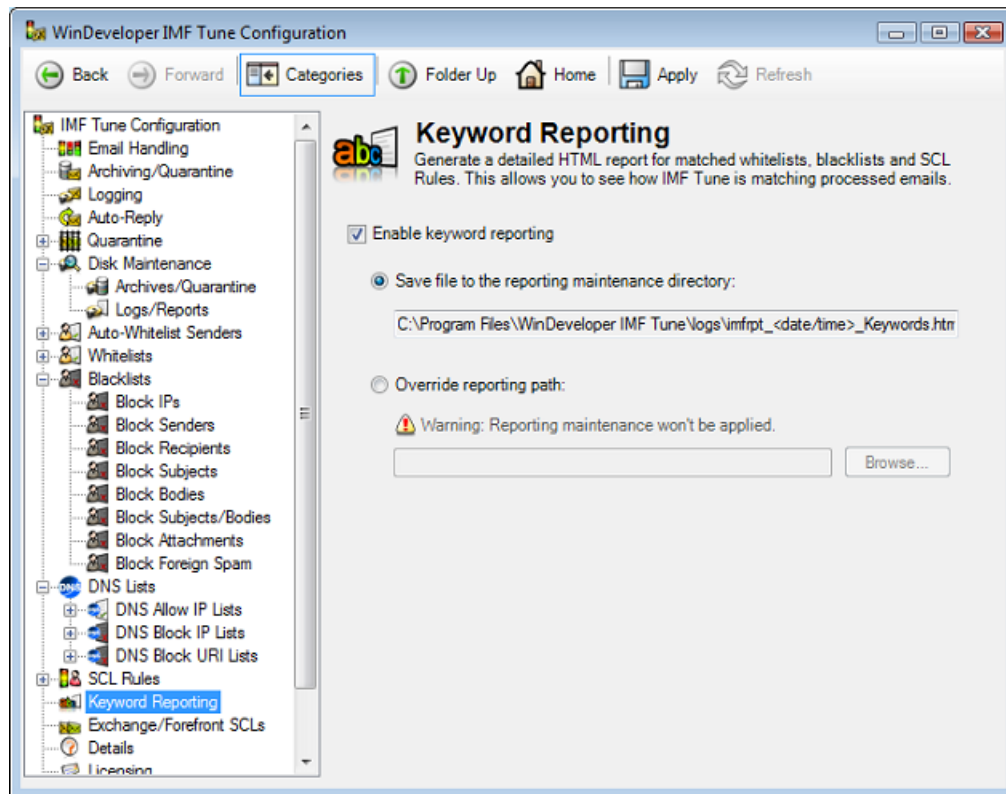 WinDeveloper IMF Tune Configuration
Back Forward Categories Folder Up Home Apply Refresh
IMF Tune Configuration
Email Handling
Archiving/Quarantine
Logging
Auto-Reply
Quarantine
Disk Maintenance
Archives/Quarantine
Logs/Reports
Auto-Whitelist Senders
Whitelists
Blacklists
Block IPs
Block Senders
Block Recipients
Block Subjects
Block Bodies
Block Subjects/Bodies
Block Attachments
Block Foreign Spam
DNS Lists
DNS Allow IP Lists
DNS Block IP Lists
DNS Block URI Lists
SCL Rules
Keyword Reporting
Exchange/Forefront SCLs
Details
Licensing
abc
Keyword Reporting
Generate a detailed HTML report for matched whitelists, blacklists and SCL
Rules. This allows you to see how IMF Tune is matching processed emails.
Enable keyword reporting
Save file to the reporting maintenance directory:
C:\Program Files\WinDeveloper IMF Tune\logs\imfrpt_<date/time>_Keywords.htm
Override reporting path:
Warning: Reporting maintenance won't be applied.
Browse...